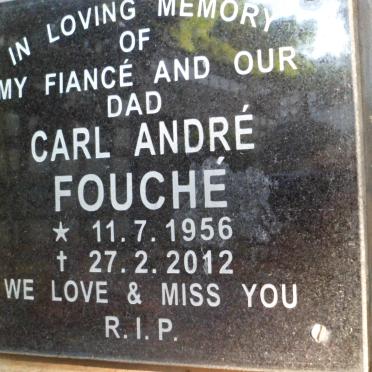 IN LOVING MEMORY
OF
MY FIANCÉ AND OUR
DAD
CARL ANDRÉ
FOUCHÉ
★ 11.7.1956
† 27.2.2012
WE LOVE & MISS YOU
R.I.P.